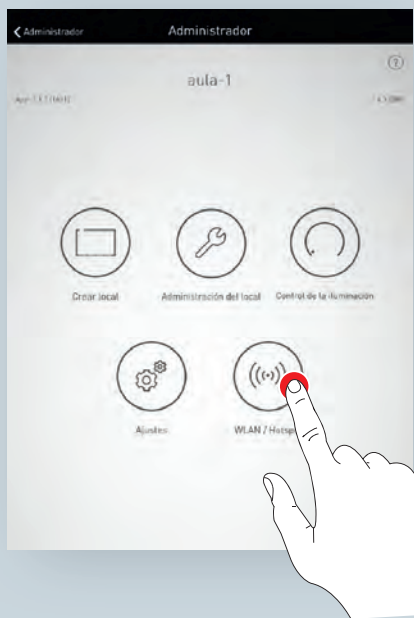 Administrador
Administrador
aula-1
?
Crear local
Administración del local
Control de la iluminación
Ajustes
WLAN / Hotsp